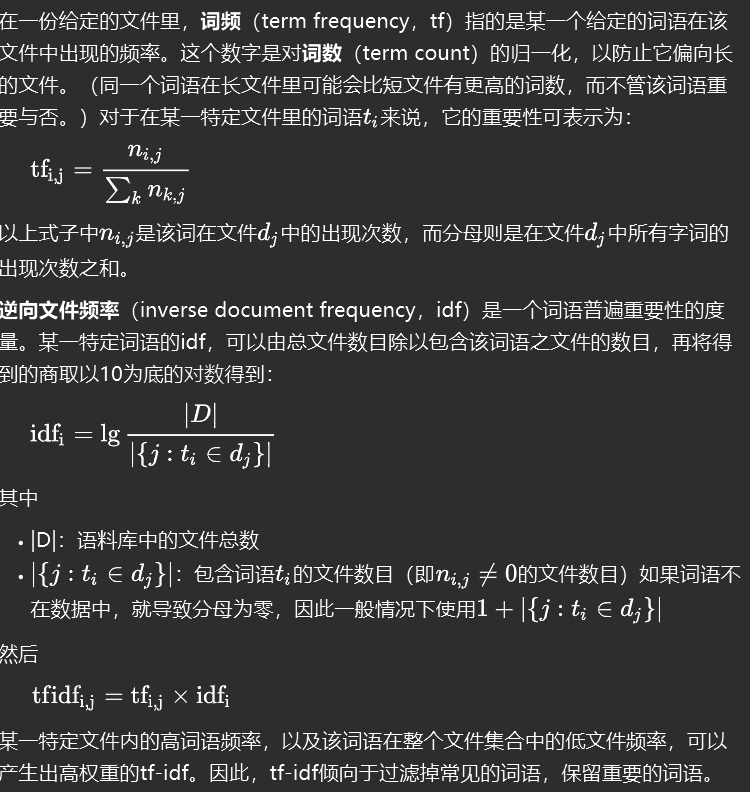 在一份给定的文件里，词频（term frequency，tf）指的是某一个给定的词语在该
文件中出现的频率。这个数字是对词数（term count）的归一化，以防止它偏向长
的文件。（同一个词语在长文件里可能会比短文件有更高的词数，而不管该词语重
要与否。）对于在某一特定文件里的词语t_i来说，它的重要性可表示为：
tf_{i,j} = \frac{n_{i,j}}{\sum_k n_{k,j}}
以上式子中n_{i,j}是该词在文件d_j中的出现次数，而分母则是在文件d_j中所有字词的
出现次数之和。
逆向文件频率（inverse document frequency，idf）是一个词语普遍重要性的度
量。某一特定词语的idf，可以由总文件数目除以包含该词语之文件的数目，再将得
到的商取以10为底的对数得到：
idf_i = lg \frac{|D|}{|\{j : t_i ∈ d_j\}|}
其中
• |D|：语料库中的文件总数
• |\{j : t_i ∈ d_j\}|：包含词语t_i的文件数目（即n_{i,j} ≠ 0的文件数目）如果词语不
在数据中，就导致分母为零，因此一般情况下使用1 + |\{j : t_i ∈ d_j\}|
然后
tfidf_{i,j} = tf_{i,j} × idf_i
某一特定文件内的高词语频率，以及该词语在整个文件集合中的低文件频率，可以
产生出高权重的tf-idf。因此，tf-idf倾向于过滤掉常见的词语，保留重要的词语。